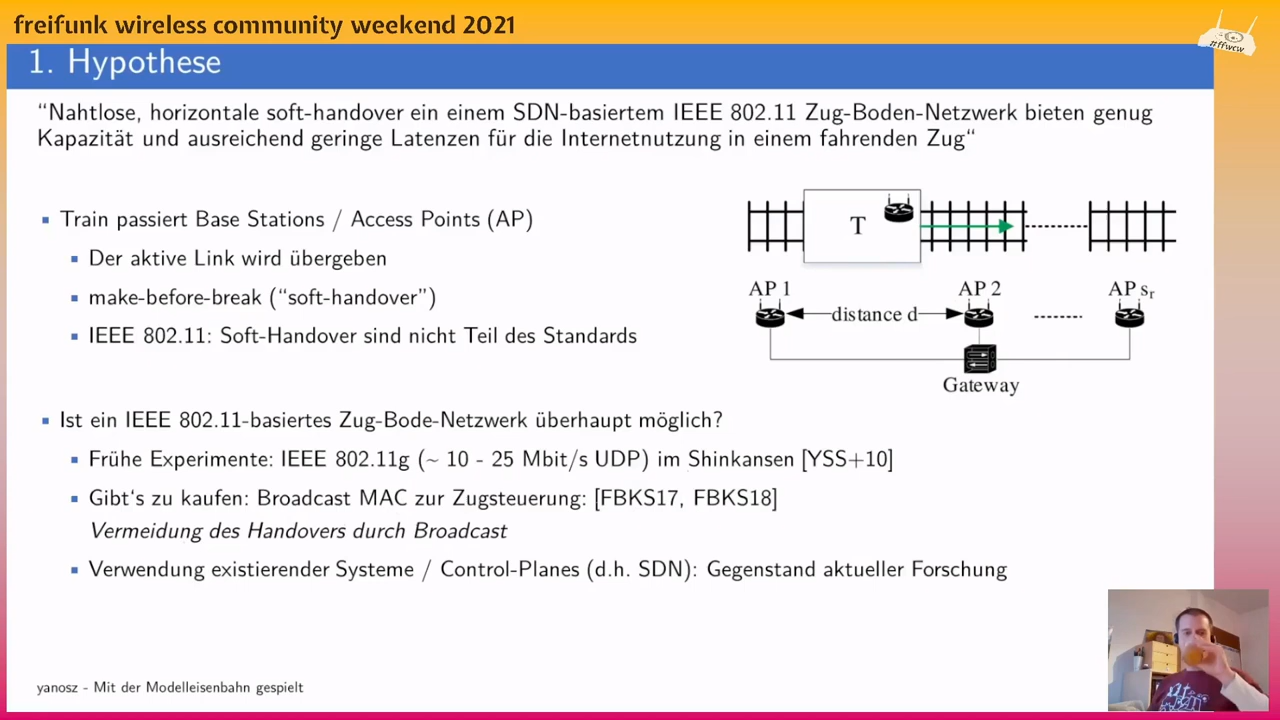 freifunk wireless community weekend 2021
#ffwcw
1. Hypothese
“Nahtlose, horizontale soft-handover ein einem SDN-basiertem IEEE 802.11 Zug-Boden-Netzwerk bieten genug
Kapazität und ausreichend geringe Latenzen für die Internetnutzung in einem fahrenden Zug“
▪ Train passiert Base Stations / Access Points (AP)
▪ Der aktive Link wird übergeben
▪ make-before-break (“soft-handover”)
▪ IEEE 802.11: Soft-Handover sind nicht Teil des Standards
T
AP 1
AP 2
AP sr
distance d
Gateway
▪ Ist ein IEEE 802.11-basiertes Zug-Bode-Netzwerk überhaupt möglich?
▪ Frühe Experimente: IEEE 802.11g (~ 10 - 25 Mbit/s UDP) im Shinkansen [YSS+10]
▪ Gibt‘s zu kaufen: Broadcast MAC zur Zugsteuerung: [FBKS17, FBKS18]
Vermeidung des Handovers durch Broadcast
▪ Verwendung existierender Systeme / Control-Planes (d.h. SDN): Gegenstand aktueller Forschung
yanosz - Mit der Modelleisenbahn gespielt